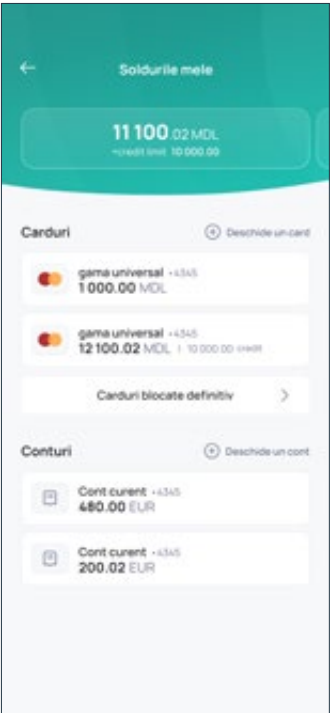 Soldurile mele
11 100.02 MDL
+credit limit 10 000.00
Carduri
Deschide un card
gama universal •4345
1 000.00 MDL
gama universal •4345
12 100.02 MDL | 10 000.00 credit
Carduri blocate definitiv
Conturi
Deschide un cont
Cont curent •4345
480.00 EUR
Cont curent •4345
200.02 EUR